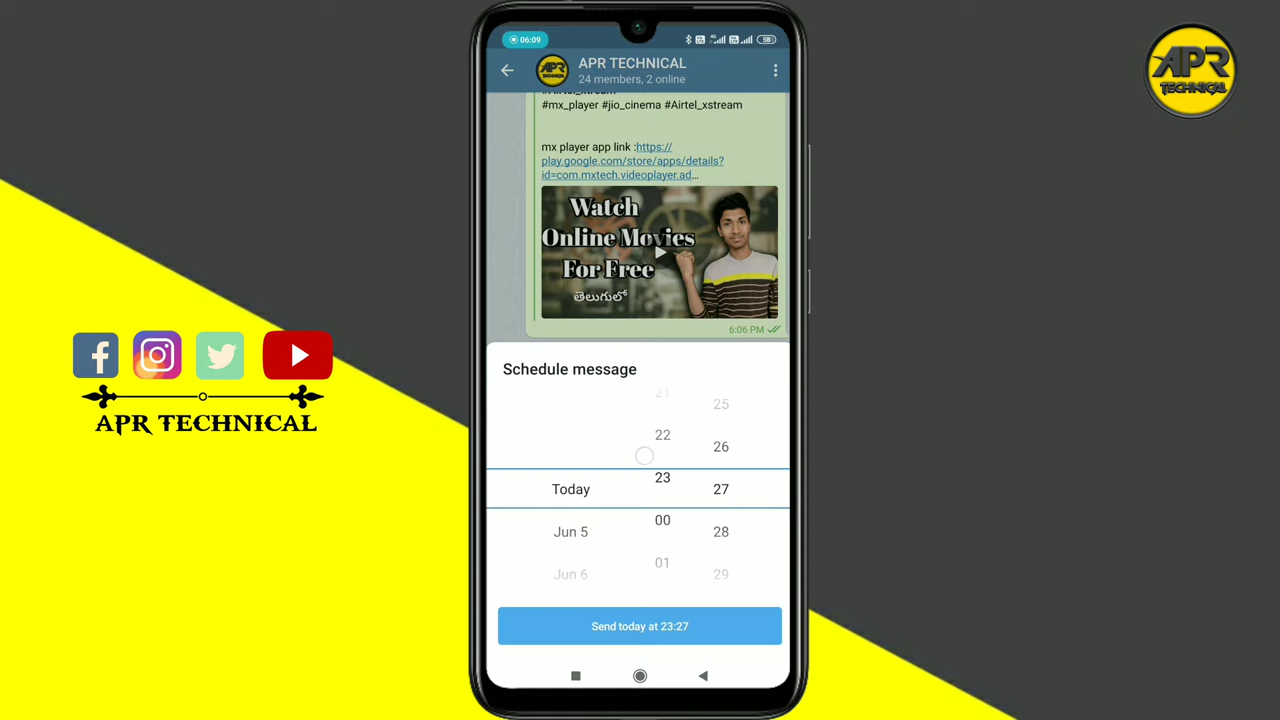 06:09
58
APR TECHNICAL
24 members, 2 online
#mx_player #jio_cinema #Airtel_xstream
mx player app link :https://
play.google.com/store/apps/details?
id=com.mxtech.videoplayer.ad...
Watch
Online Movies
For Free
తెలుగులో
6:06 PM
Schedule message
21 25
22 26
Today 23 27
Jun 5 00 28
Jun 6 01 29
Send today at 23:27
APR TECHNICAL
APR
TECHNICAL